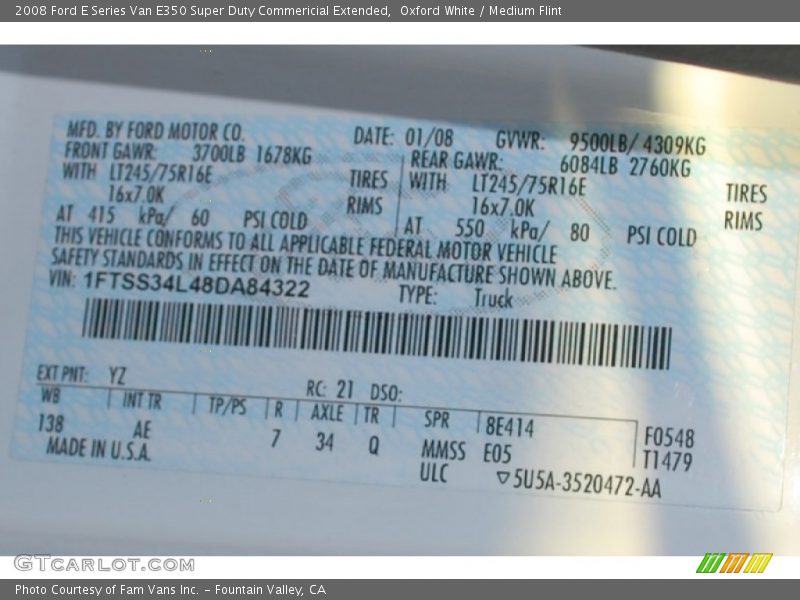 2008 Ford E Series Van E350 Super Duty Commericial Extended,  Oxford White / Medium Flint
MFD. BY FORD MOTOR CO. DATE: 01/08 GVWR: 9500LB/ 4309KG
FRONT GAWR: 3700LB 1678KG REAR GAWR: 6084LB 2760KG
WITH LT245/75R16E TIRES WITH LT245/75R16E TIRES
16x7.0K RIMS 16x7.0K RIMS
AT 415 kPa/ 60 PSI COLD AT 550 kPa/ 80 PSI COLD
THIS VEHICLE CONFORMS TO ALL APPLICABLE FEDERAL MOTOR VEHICLE
SAFETY STANDARDS IN EFFECT ON THE DATE OF MANUFACTURE SHOWN ABOVE.
VIN: 1FTSS34L48DA84322 TYPE: Truck
EXT PNT: YZ RC: 21 DSO:
WB INT TR TP/PS R AXLE TR SPR 8E414 F0548
138 AE 7 34 Q MMSS E05 T1479
MADE IN U.S.A. ULC ▽5U5A-3520472-AA
GTCARLOT.COM
Photo Courtesy of Fam Vans Inc. - Fountain Valley, CA